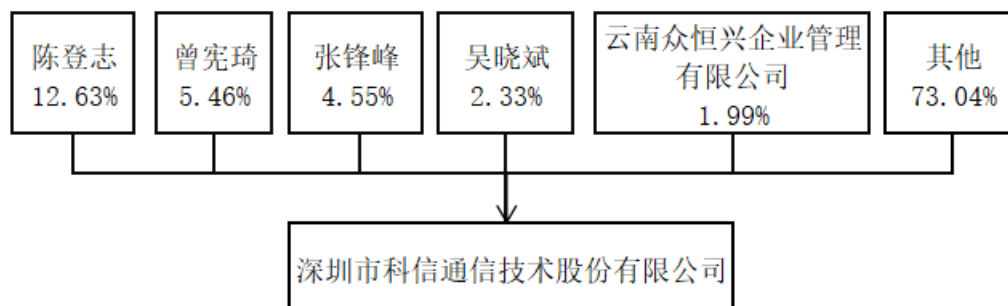 陈登志
12.63%
曾宪琦
5.46%
张锋峰
4.55%
吴晓斌
2.33%
云南众恒兴企业管理
有限公司
1.99%
其他
73.04%
深圳市科信通信技术股份有限公司